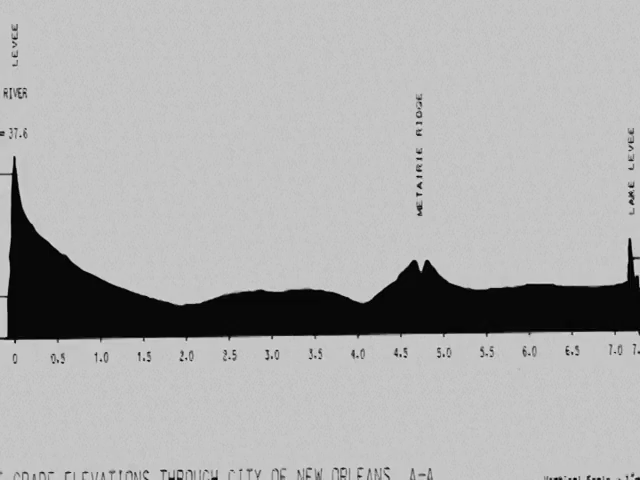 LEVEE
RIVER
= 37.6
METAIRIE RIDGE
LAKE LEVEE
0 0.5 1.0 1.5 2.0 2.5 3.0 3.5 4.0 4.5 5.0 5.5 6.0 6.5 7.0 7.
GRADE ELEVATIONS THROUGH CITY OF NEW ORLEANS A-A